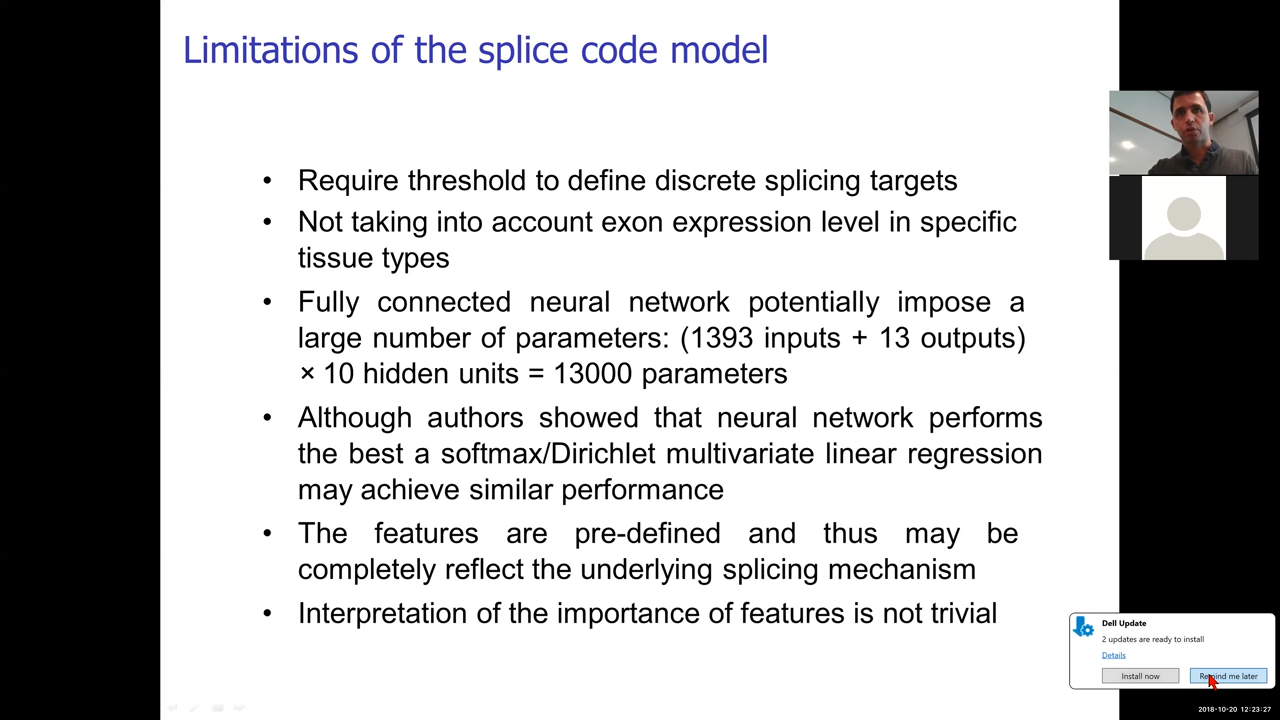 Limitations of the splice code model
• Require threshold to define discrete splicing targets
• Not taking into account exon expression level in specific
tissue types
• Fully connected neural network potentially impose a
large number of parameters: (1393 inputs + 13 outputs)
× 10 hidden units = 13000 parameters
• Although authors showed that neural network performs
the best a softmax/Dirichlet multivariate linear regression
may achieve similar performance
• The features are pre-defined and thus may be
completely reflect the underlying splicing mechanism
• Interpretation of the importance of features is not trivial
Dell Update
2 updates are ready to install
Details
Install now
Remind me later
2018-10-20 12:23:27